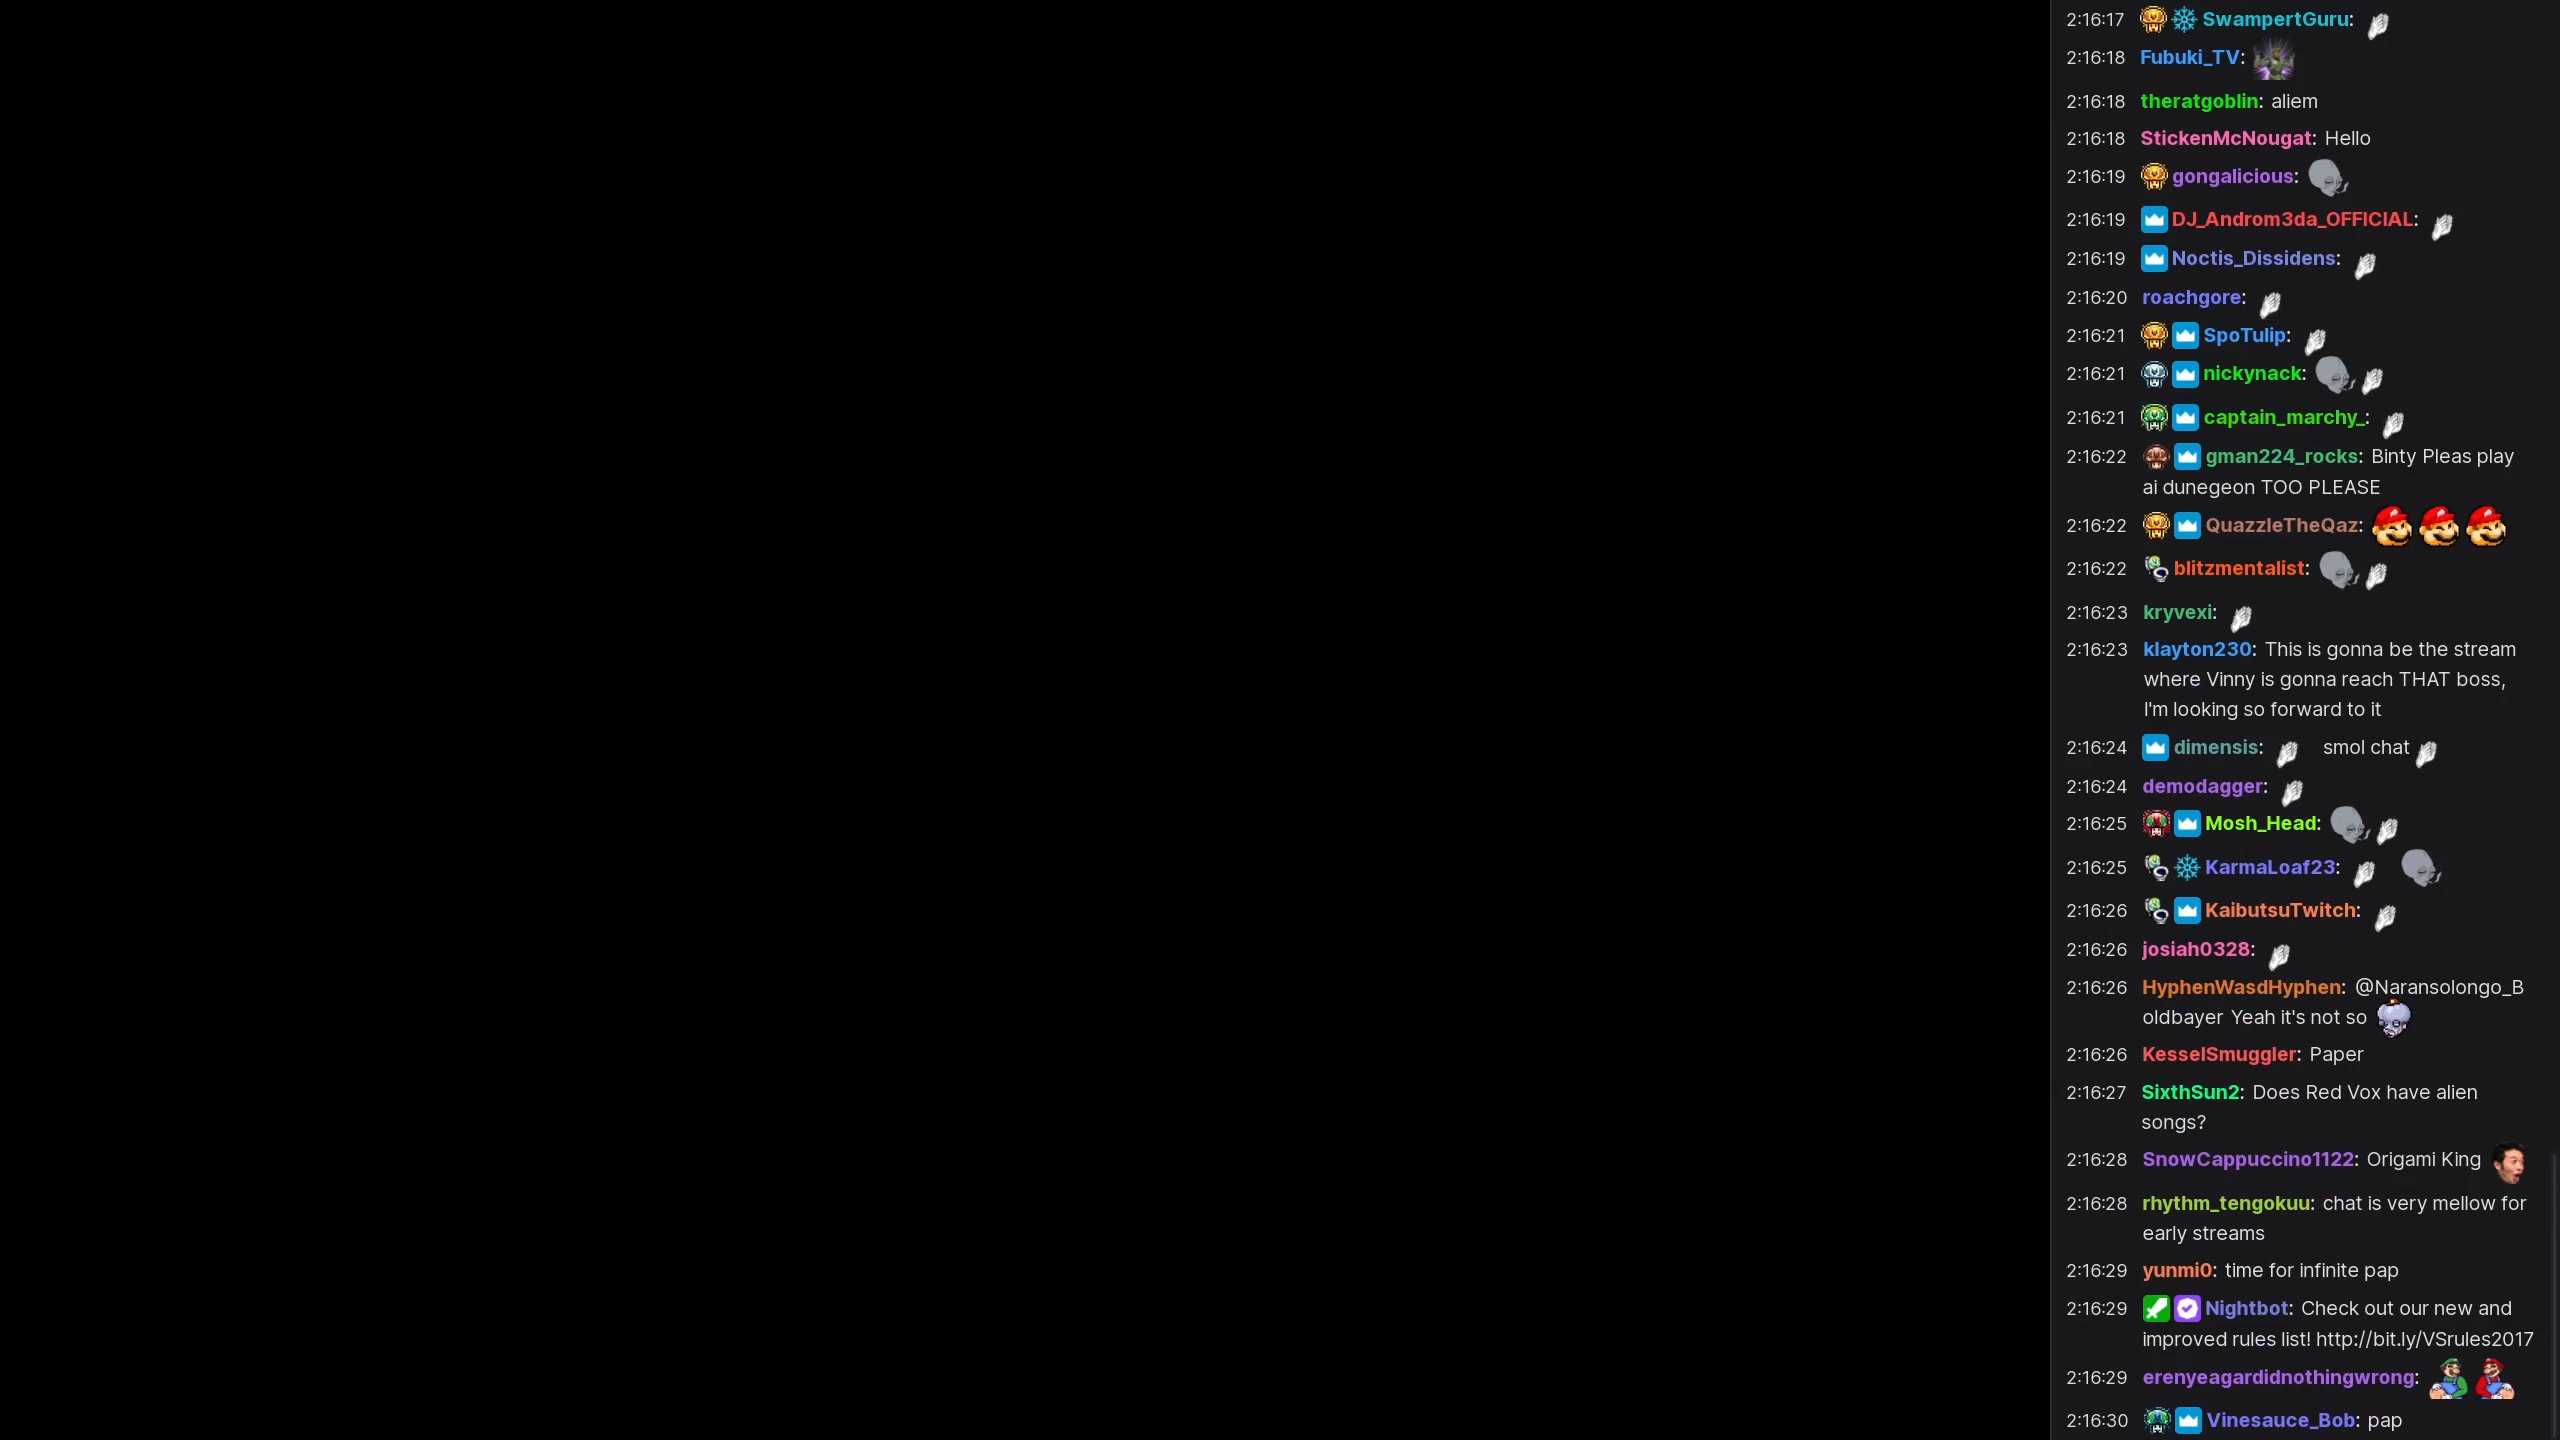 2:16:17 SwampertGuru:
2:16:18 Fubuki_TV:
2:16:18 theratgoblin: aliem
2:16:18 StickenMcNougat: Hello
2:16:19 gongalicious:
2:16:19 DJ_Androm3da_OFFICIAL:
2:16:19 Noctis_Dissidens:
2:16:20 roachgore:
2:16:21 SpoTulip:
2:16:21 nickynack:
2:16:21 captain_marchy_:
2:16:22 gman224_rocks: Binty Pleas play
ai dunegeon TOO PLEASE
2:16:22 QuazzleTheQaz:
2:16:22 blitzmentalist:
2:16:23 kryvexi:
2:16:23 klayton230: This is gonna be the stream
where Vinny is gonna reach THAT boss,
I'm looking so forward to it
2:16:24 dimensis: smol chat
2:16:24 demodagger:
2:16:25 Mosh_Head:
2:16:25 KarmaLoaf23:
2:16:26 KaibutsuTwitch:
2:16:26 josiah0328:
2:16:26 HyphenWasdHyphen: @Naransolongo_B
oldbayer Yeah it's not so
2:16:26 KesselSmuggler: Paper
2:16:27 SixthSun2: Does Red Vox have alien
songs?
2:16:28 SnowCappuccino1122: Origami King
2:16:28 rhythm_tengokuu: chat is very mellow for
early streams
2:16:29 yunmi0: time for infinite pap
2:16:29 Nightbot: Check out our new and
improved rules list! http://bit.ly/VSrules2017
2:16:29 erenyeagardidnothingwrong:
2:16:30 Vinesauce_Bob: pap